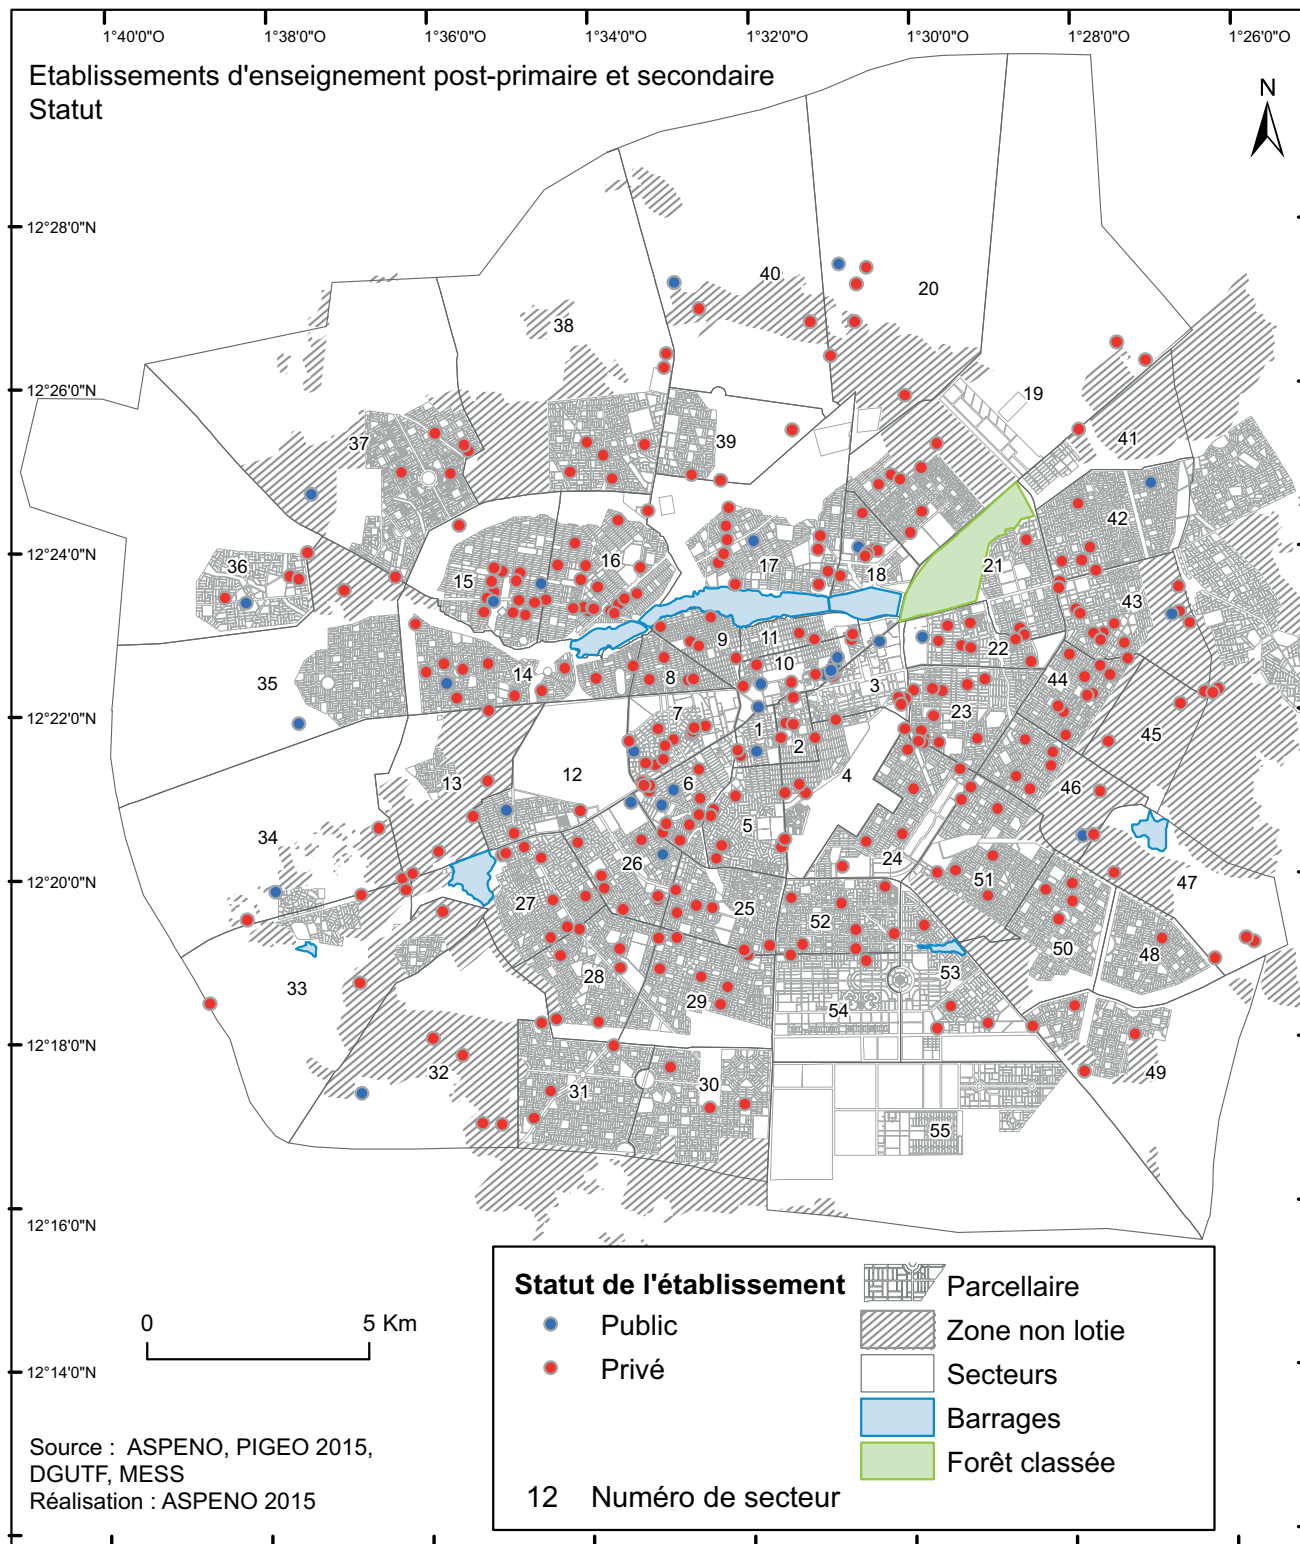 1°40'0"O 1°38'0"O 1°36'0"O 1°34'0"O 1°32'0"O 1°30'0"O 1°28'0"O 1°26'0"O
Etablissements d'enseignement post-primaire et secondaire
Statut
N
12°28'0"N
40
20
38
12°26'0"N
19
37
39
41
42
12°24'0"N
36
15
16
17
18
21
43
9
11
22
10
35
14
8
3
44
12°22'0"N
7
23
1
2
45
13
12
4
6
46
34
5
26
24
51
12°20'0"N
47
27
25
52
50
48
28
53
33
29
54
12°18'0"N
32
31
30
49
55
12°16'0"N
Statut de l'établissement
Public
Privé
Parcellaire
Zone non lotie
Secteurs
Barrages
Forêt classée
12 Numéro de secteur
0 5 Km
12°14'0"N
Source : ASPENO, PIGEO 2015,
DGUTF, MESS
Réalisation : ASPENO 2015